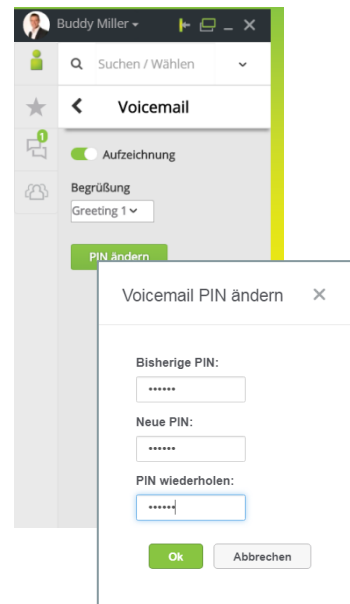 Buddy Miller
Suchen / Wählen
Voicemail
1
Aufzeichnung
Begrüßung
Greeting 1
PIN ändern
Voicemail PIN ändern
Bisherige PIN:
••••••
Neue PIN:
••••••
PIN wiederholen:
••••••
Ok Abbrechen